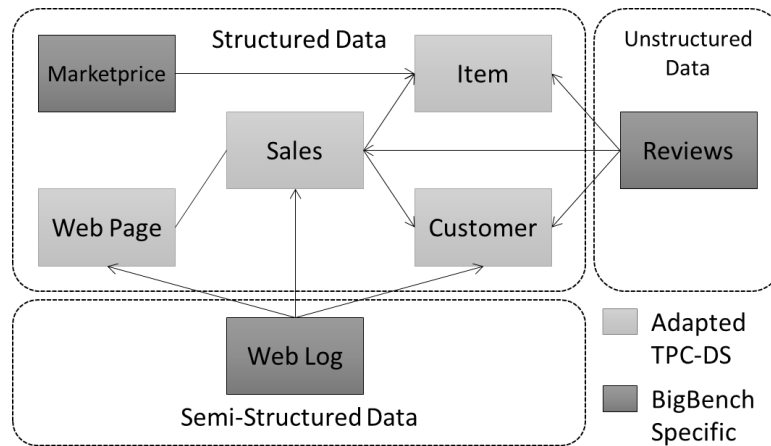 Structured Data
Unstructured
Data
Marketprice
Item
Sales
Reviews
Web Page
Customer
Web Log
Semi-Structured Data
Adapted
TPC-DS
BigBench
Specific